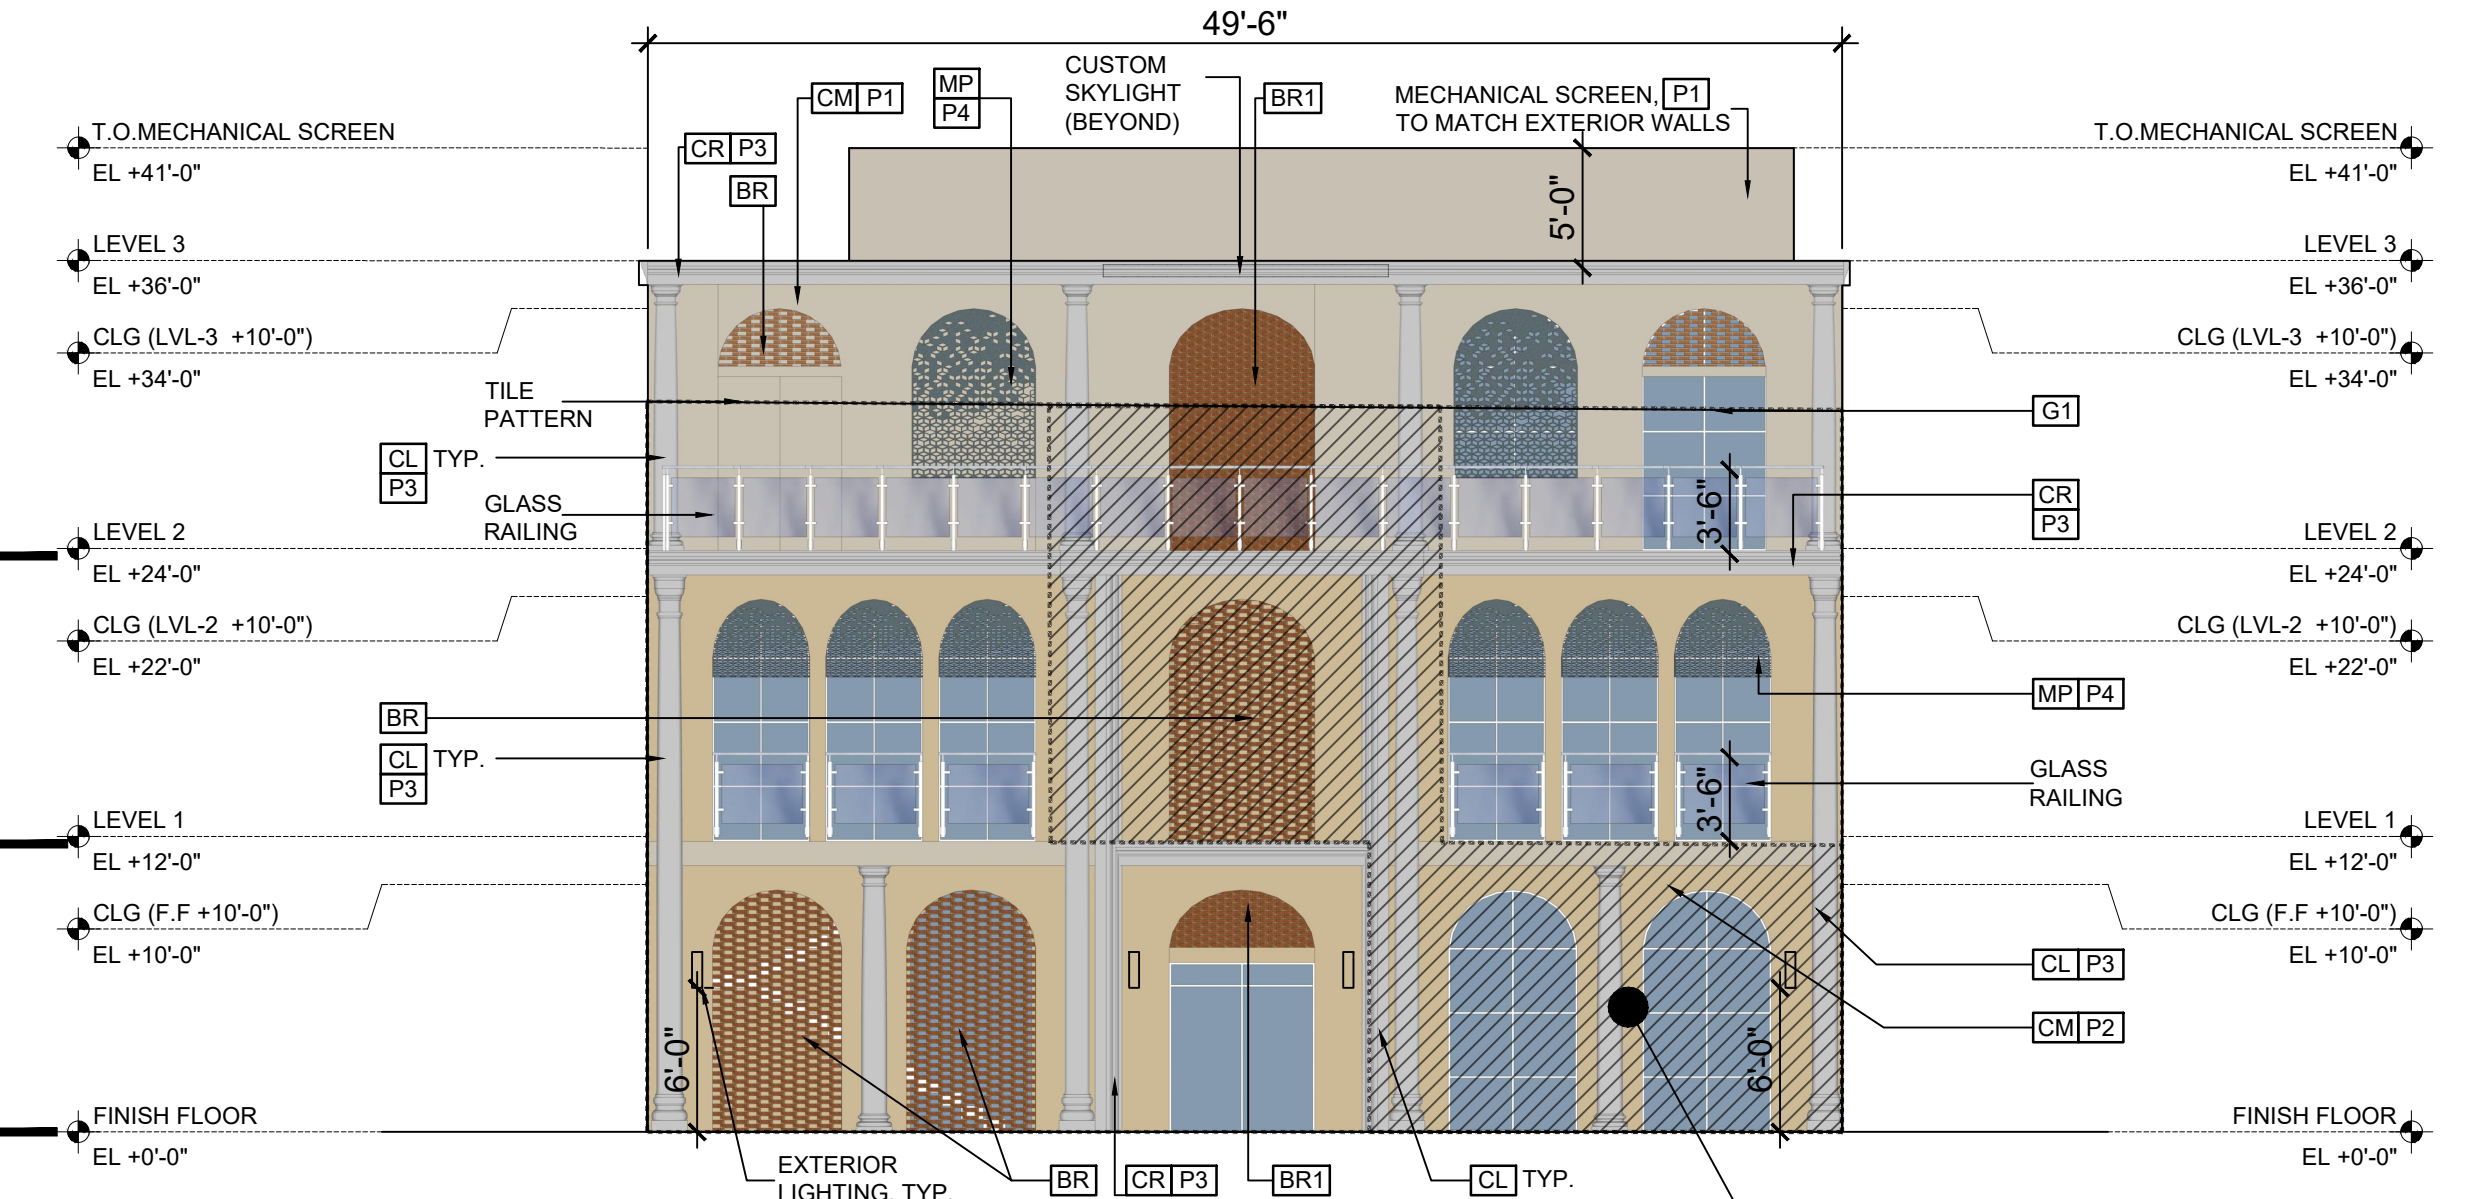 49'-6"
CUSTOM
SKYLIGHT
(BEYOND)
CM P1
MP
P4
BR1
MECHANICAL SCREEN, P1
TO MATCH EXTERIOR WALLS
CR P3
BR
T.O.MECHANICAL SCREEN
EL +41'-0"
T.O.MECHANICAL SCREEN
EL +41'-0"
5'-0"
LEVEL 3
EL +36'-0"
LEVEL 3
EL +36'-0"
CLG (LVL-3 +10'-0")
EL +34'-0"
CLG (LVL-3 +10'-0")
EL +34'-0"
TILE
PATTERN
G1
CL TYP.
P3
GLASS
RAILING
3'-6"
CR
P3
LEVEL 2
EL +24'-0"
LEVEL 2
EL +24'-0"
CLG (LVL-2 +10'-0")
EL +22'-0"
CLG (LVL-2 +10'-0")
EL +22'-0"
MP P4
BR
CL TYP.
P3
3'-6"
GLASS
RAILING
LEVEL 1
EL +12'-0"
LEVEL 1
EL +12'-0"
CLG (F.F +10'-0")
EL +10'-0"
CLG (F.F +10'-0")
EL +10'-0"
CL P3
CM P2
6'-0"
6'-0"
FINISH FLOOR
EL +0'-0"
FINISH FLOOR
EL +0'-0"
EXTERIOR
LIGHTING, TYP.
BR
CR P3
BR1
CL TYP.